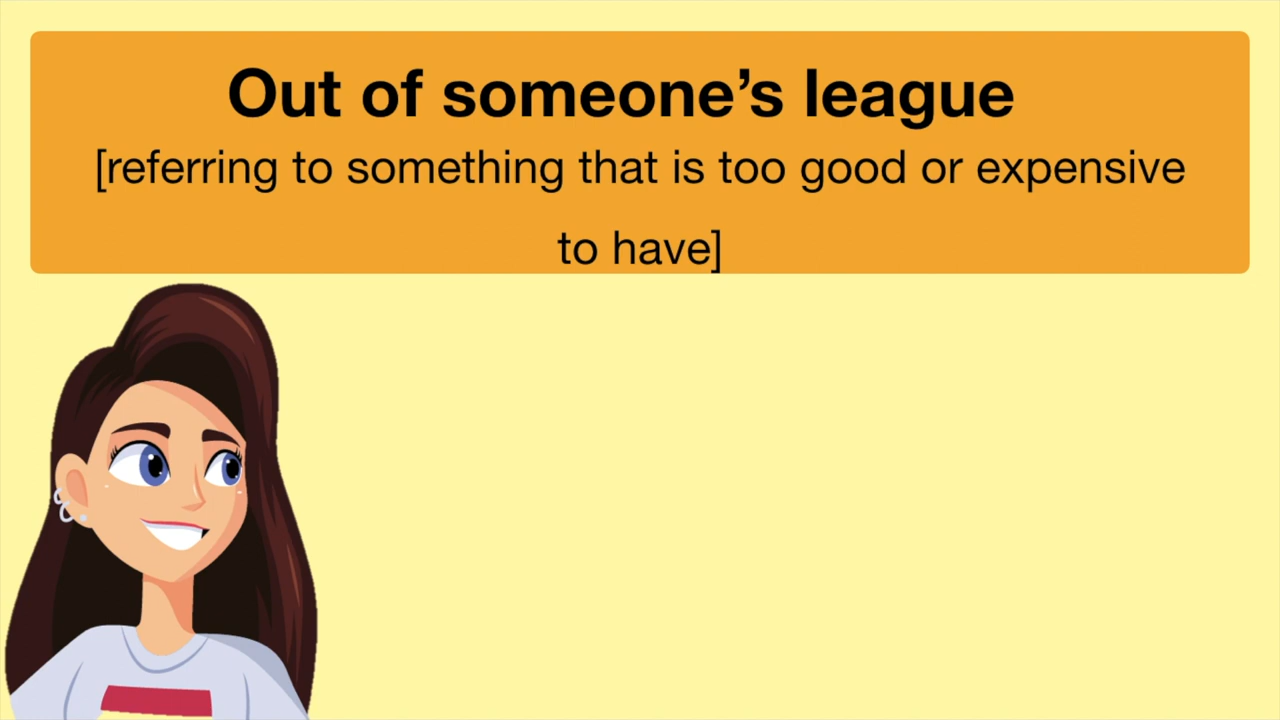 Out of someone’s league
[referring to something that is too good or expensive
to have]